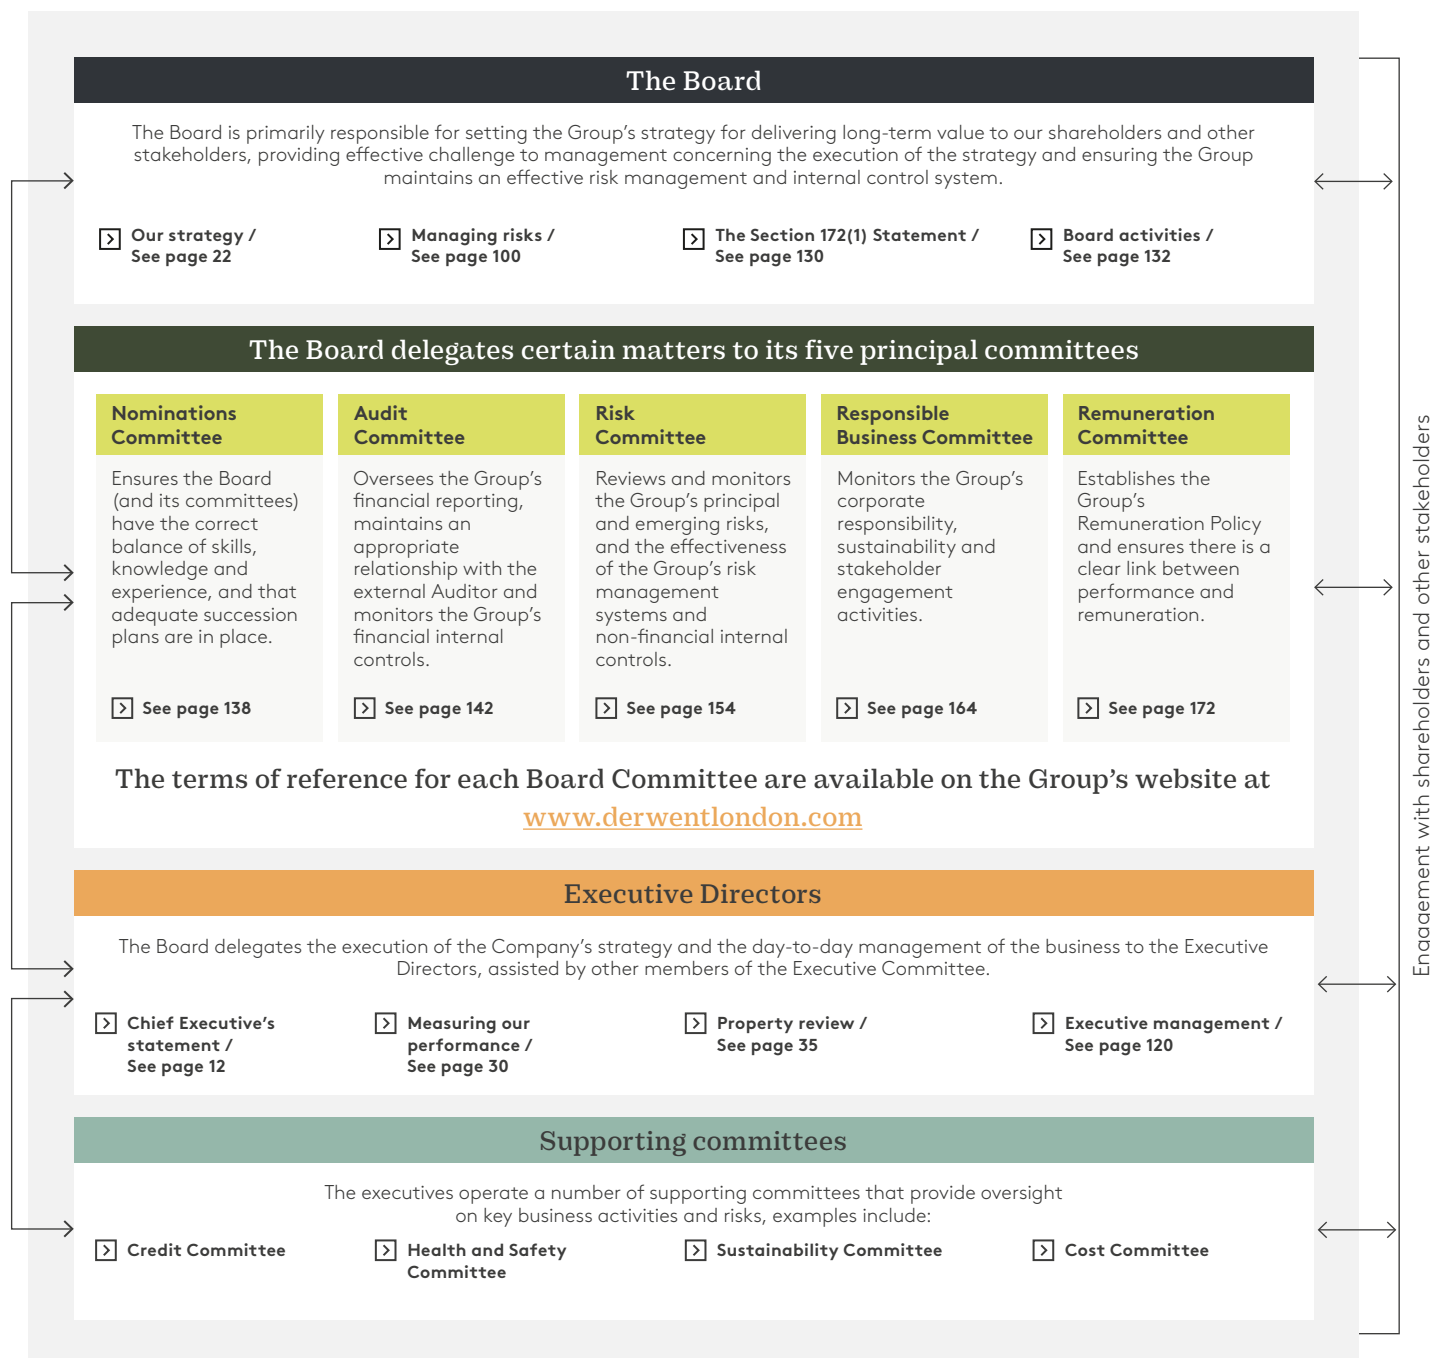 The Board
The Board is primarily responsible for setting the Group’s strategy for delivering long-term value to our shareholders and other
stakeholders, providing effective challenge to management concerning the execution of the strategy and ensuring the Group
maintains an effective risk management and internal control system.
Our strategy /
See page 22
Managing risks /
See page 100
The Section 172(1) Statement /
See page 130
Board activities /
See page 132
The Board delegates certain matters to its five principal committees
Nominations
Committee
Ensures the Board
(and its committees)
have the correct
balance of skills,
knowledge and
experience, and that
adequate succession
plans are in place.
See page 138
Audit
Committee
Oversees the Group’s
financial reporting,
maintains an
appropriate
relationship with the
external Auditor and
monitors the Group’s
financial internal
controls.
See page 142
Risk
Committee
Reviews and monitors
the Group’s principal
and emerging risks,
and the effectiveness
of the Group’s risk
management
systems and
non-financial internal
controls.
See page 154
Responsible
Business Committee
Monitors the Group’s
corporate
responsibility,
sustainability and
stakeholder
engagement
activities.
See page 164
Remuneration
Committee
Establishes the
Group’s
Remuneration Policy
and ensures there is a
clear link between
performance and
remuneration.
See page 172
The terms of reference for each Board Committee are available on the Group’s website at
www.derwentlondon.com
Executive Directors
The Board delegates the execution of the Company’s strategy and the day-to-day management of the business to the Executive
Directors, assisted by other members of the Executive Committee.
Chief Executive’s
statement /
See page 12
Measuring our
performance /
See page 30
Property review /
See page 35
Executive management /
See page 120
Supporting committees
The executives operate a number of supporting committees that provide oversight
on key business activities and risks, examples include:
Credit Committee
Health and Safety
Committee
Sustainability Committee
Cost Committee
Engagement with shareholders and other stakeholders